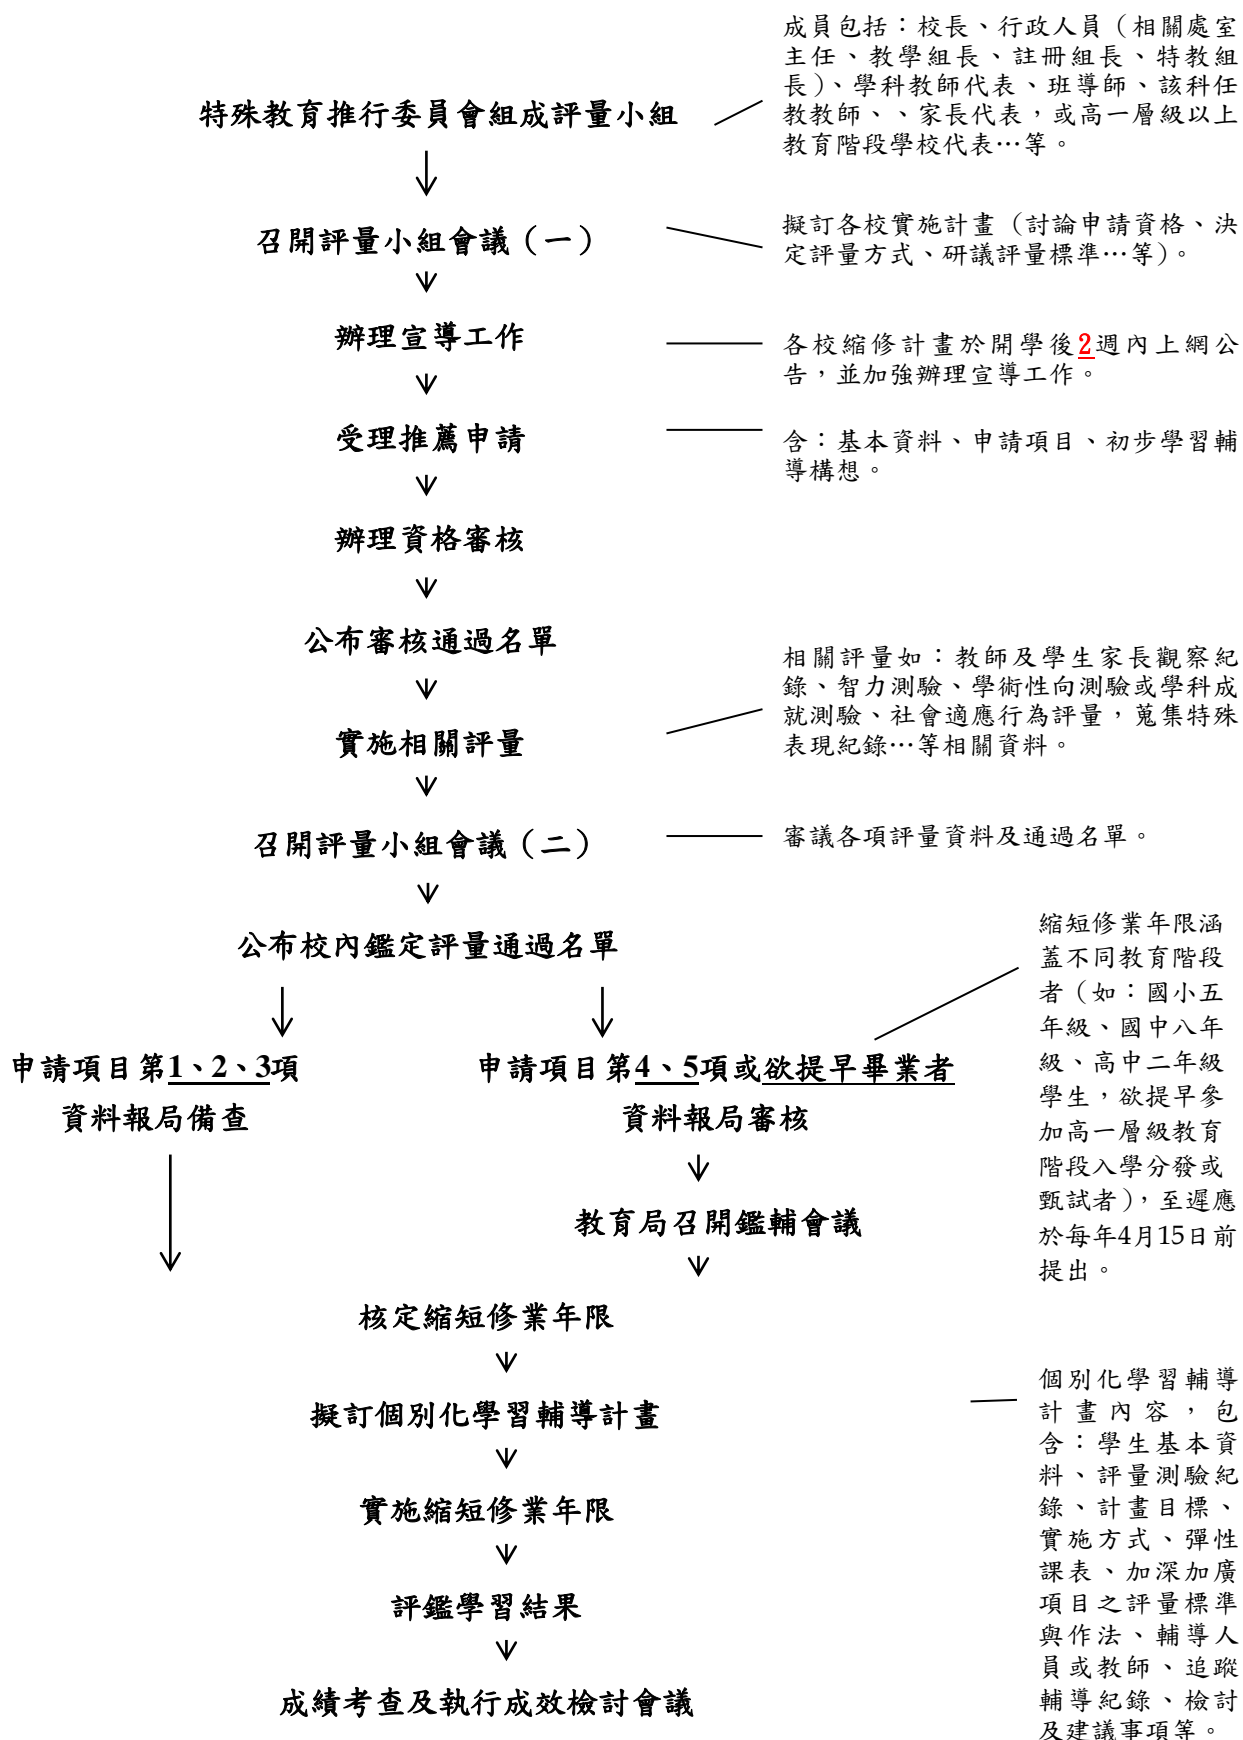 成員包括：校長、行政人員（相關處室
主任、教學組長、註冊組長、特教組
長）、學科教師代表、班導師、該科任
教教師、、家長代表，或高一層級以上
教育階段學校代表…等。
特殊教育推行委員會組成評量小組
召開評量小組會議（一）
擬訂各校實施計畫（討論申請資格、決
定評量方式、研議評量標準…等）。
辦理宣導工作
各校縮修計畫於開學後2週內上網公
告，並加強辦理宣導工作。
受理推薦申請
含：基本資料、申請項目、初步學習輔
導構想。
辦理資格審核
公布審核通過名單
相關評量如：教師及學生家長觀察紀
錄、智力測驗、學術性向測驗或學科成
就測驗、社會適應行為評量，蒐集特殊
表現紀錄…等相關資料。
實施相關評量
召開評量小組會議（二）
審議各項評量資料及通過名單。
公布校內鑑定評量通過名單
縮短修業年限涵
蓋不同教育階段
者（如：國小五
年級、國中八年
級、高中二年級
學生，欲提早參
加高一層級教育
階段入學分發或
甄試者），至遲應
於每年4月15日前
提出。
申請項目第1、2、3項
資料報局備查
申請項目第4、5項或欲提早畢業者
資料報局審核
教育局召開鑑輔會議
核定縮短修業年限
擬訂個別化學習輔導計畫
個別化學習輔導
計畫內容，包
含：學生基本資
料、評量測驗紀
錄、計畫目標、
實施方式、彈性
課表、加深加廣
項目之評量標準
與作法、輔導人
員或教師、追蹤
輔導紀錄、檢討
及建議事項等。
實施縮短修業年限
評鑑學習結果
成績考查及執行成效檢討會議